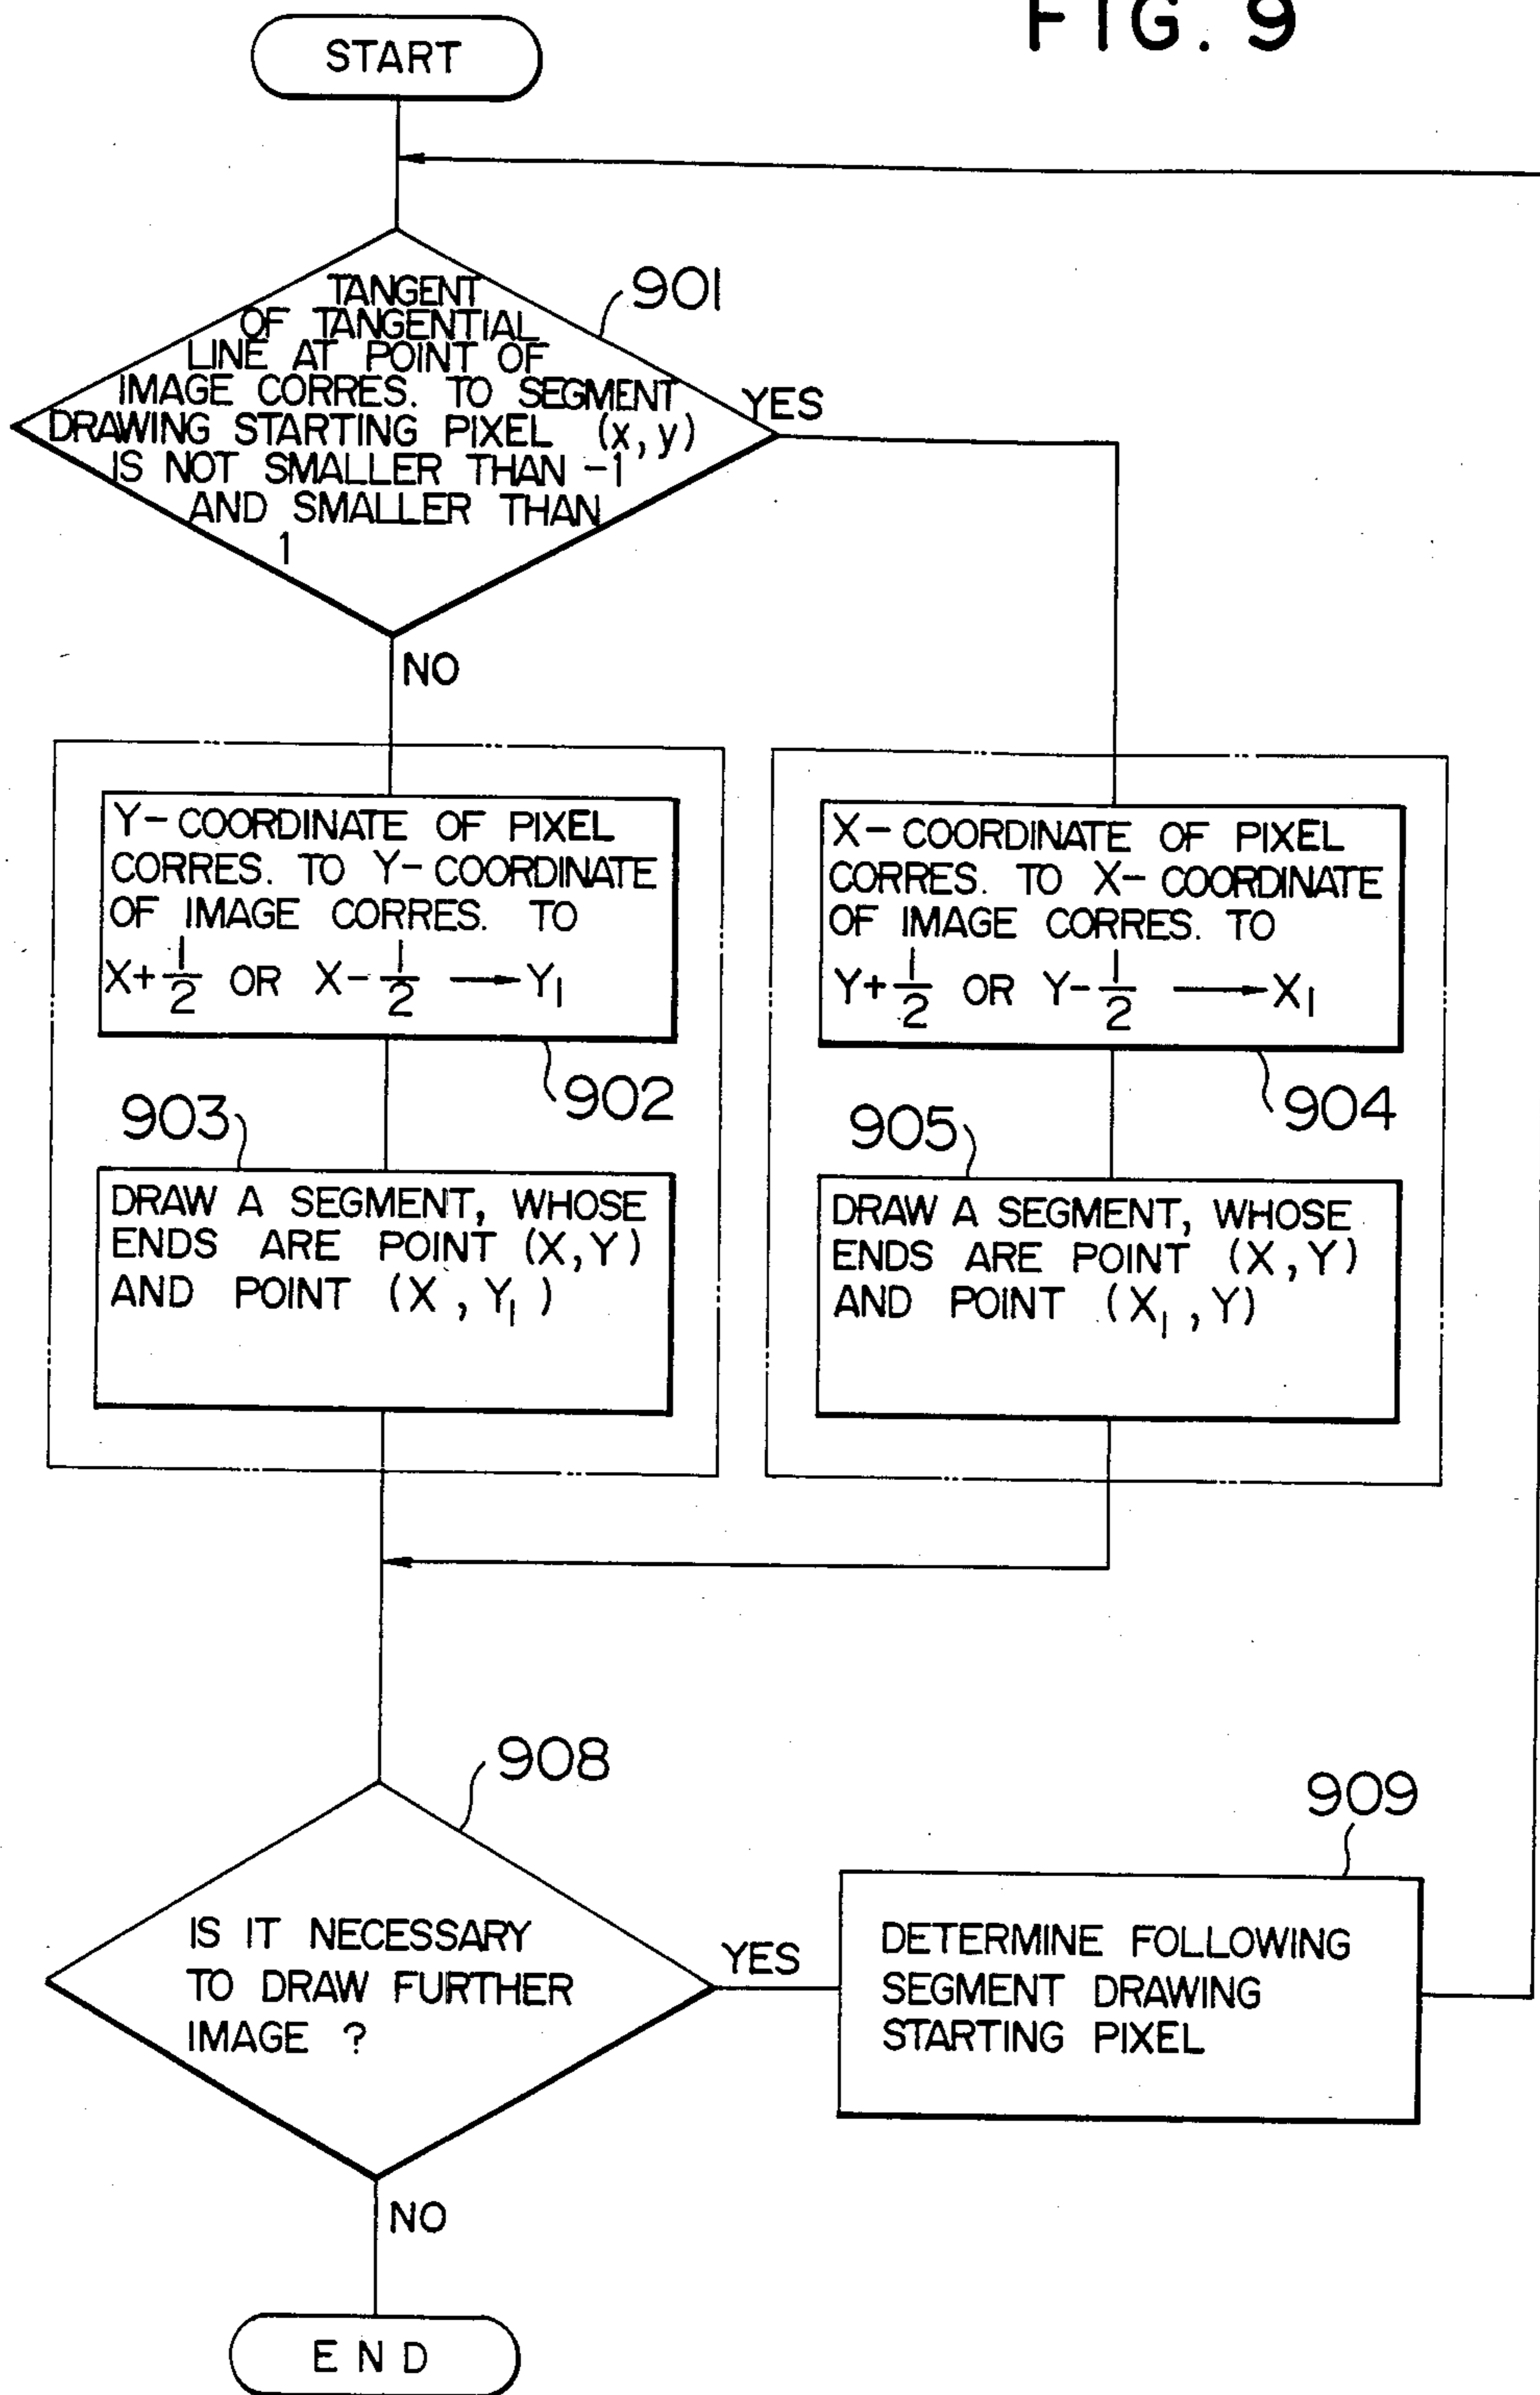 FIG. 9
START
TANGENT
OF TANGENTIAL
LINE AT POINT OF
IMAGE CORRES. TO SEGMENT
DRAWING STARTING PIXEL (x, y)
IS NOT SMALLER THAN -1
AND SMALLER THAN
1
901
YES
NO
Y-COORDINATE OF PIXEL
CORRES. TO Y-COORDINATE
OF IMAGE CORRES. TO
X+1/2 OR X-1/2 → Y₁
902
903
DRAW A SEGMENT, WHOSE
ENDS ARE POINT (X,Y)
AND POINT (X, Y₁)
X-COORDINATE OF PIXEL
CORRES. TO X-COORDINATE
OF IMAGE CORRES. TO
Y+1/2 OR Y-1/2 → X₁
904
905
DRAW A SEGMENT, WHOSE
ENDS ARE POINT (X,Y)
AND POINT (X₁, Y)
908
IS IT NECESSARY
TO DRAW FURTHER
IMAGE ?
YES
909
DETERMINE FOLLOWING
SEGMENT DRAWING
STARTING PIXEL
NO
END